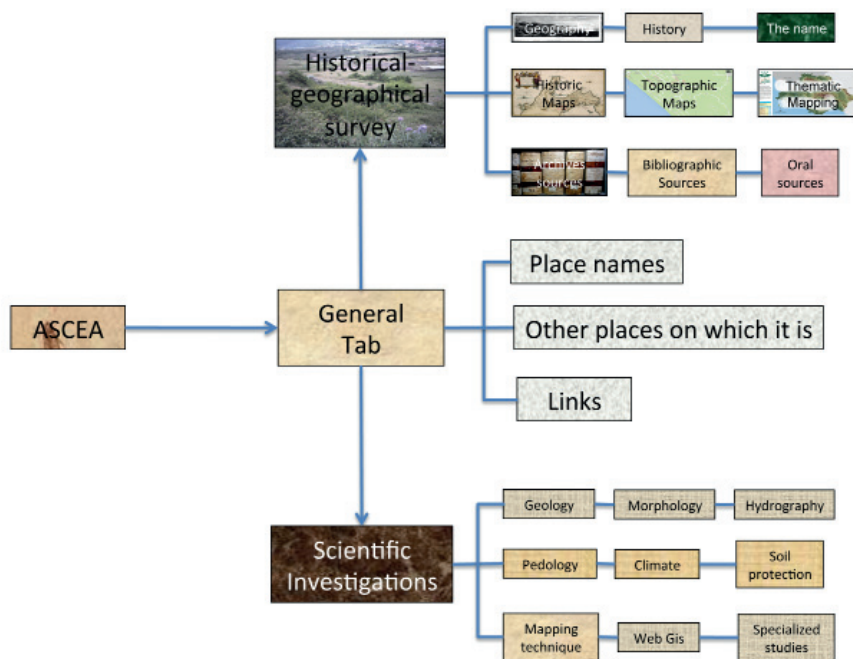 Historical-
geographical
survey
Geography
History
The name
Historic
Maps
Topographic
Maps
Thematic
Mapping
Archives
sources
Bibliographic
Sources
Oral
sources
ASCEA
General
Tab
Place names
Other places on which it is
Links
Scientific
Investigations
Geology
Morphology
Hydrography
Pedology
Climate
Soil
protection
Mapping
technique
Web Gis
Specialized
studies